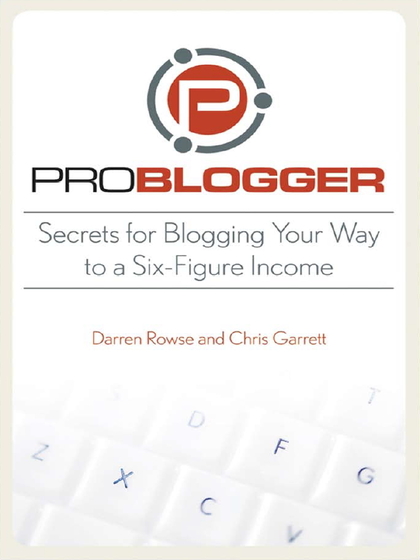 P
PROBLOGGER
Secrets for Blogging Your Way
to a Six-Figure Income
Darren Rowse and Chris Garrett
T
D
F
G
Z
X
C
V